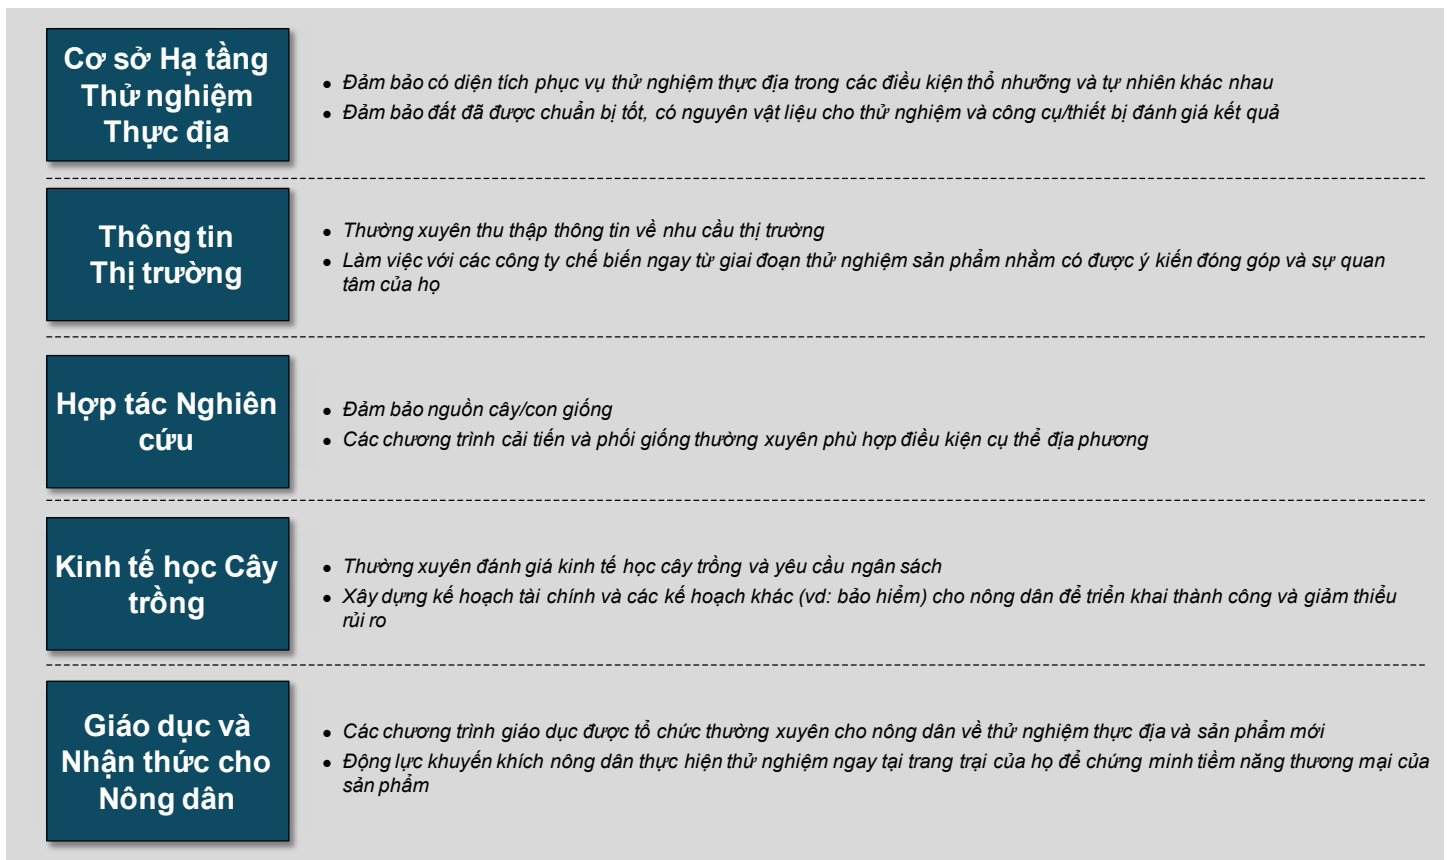 Cơ sở Hạ tầng
Thử nghiệm
Thực địa
• Đảm bảo có diện tích phục vụ thử nghiệm thực địa trong các điều kiện thổ nhưỡng và tự nhiên khác nhau
• Đảm bảo đất đã được chuẩn bị tốt, có nguyên vật liệu cho thử nghiệm và công cụ/thiết bị đánh giá kết quả
Thông tin
Thị trường
• Thường xuyên thu thập thông tin về nhu cầu thị trường
• Làm việc với các công ty chế biến ngay từ giai đoạn thử nghiệm sản phẩm nhằm có được ý kiến đóng góp và sự quan
tâm của họ
Hợp tác Nghiên
cứu
• Đảm bảo nguồn cây/con giống
• Các chương trình cải tiến và phối giống thường xuyên phù hợp điều kiện cụ thể địa phương
Kinh tế học Cây
trồng
• Thường xuyên đánh giá kinh tế học cây trồng và yêu cầu ngân sách
• Xây dựng kế hoạch tài chính và các kế hoạch khác (vd: bảo hiểm) cho nông dân để triển khai thành công và giảm thiểu
rủi ro
Giáo dục và
Nhận thức cho
Nông dân
• Các chương trình giáo dục được tổ chức thường xuyên cho nông dân về thử nghiệm thực địa và sản phẩm mới
• Động lực khuyến khích nông dân thực hiện thử nghiệm ngay tại trang trại của họ để chứng minh tiềm năng thương mại của
sản phẩm